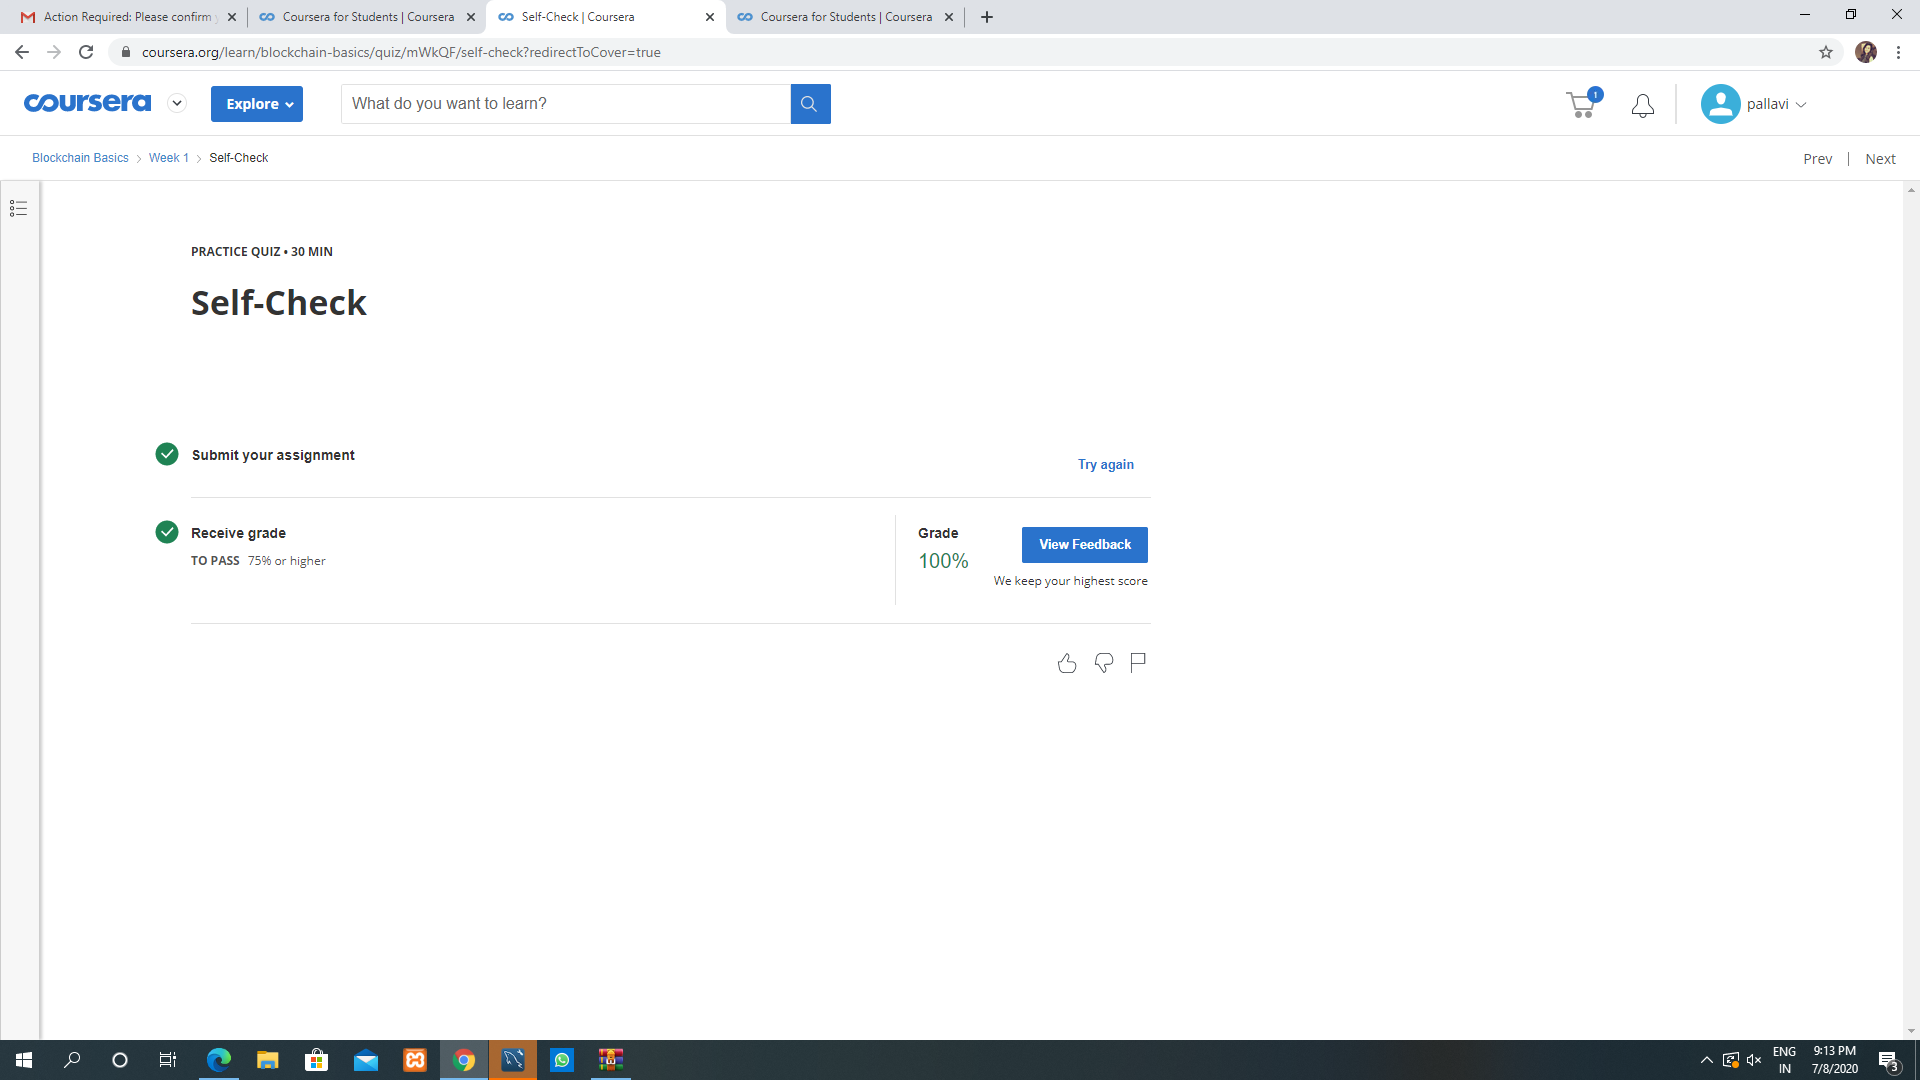 Action Required: Please confirm
Coursera for Students | Coursera
Self-Check | Coursera
Coursera for Students | Coursera
coursera.org/learn/blockchain-basics/quiz/mWkQF/self-check?redirectToCover=true
coursera
Explore
What do you want to learn?
1
pallavi
Blockchain Basics
Week 1
Self-Check
Prev | Next
PRACTICE QUIZ • 30 MIN
Self-Check
Submit your assignment
Try again
Receive grade
TO PASS 75% or higher
Grade
100%
View Feedback
We keep your highest score
ENG
IN
9:13 PM
7/8/2020
3